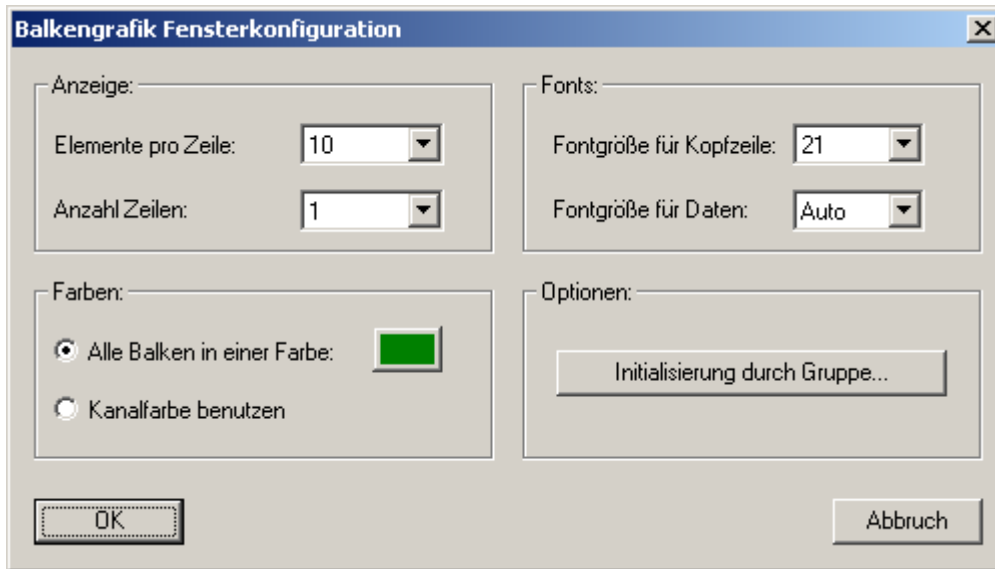 Balkengrafik Fensterkonfiguration
Anzeige:
Elemente pro Zeile: 10
Anzahl Zeilen: 1
Fonts:
Fontgröße für Kopfzeile: 21
Fontgröße für Daten: Auto
Farben:
Alle Balken in einer Farbe:
Kanalfarbe benutzen
Optionen:
Initialisierung durch Gruppe...
OK
Abbruch